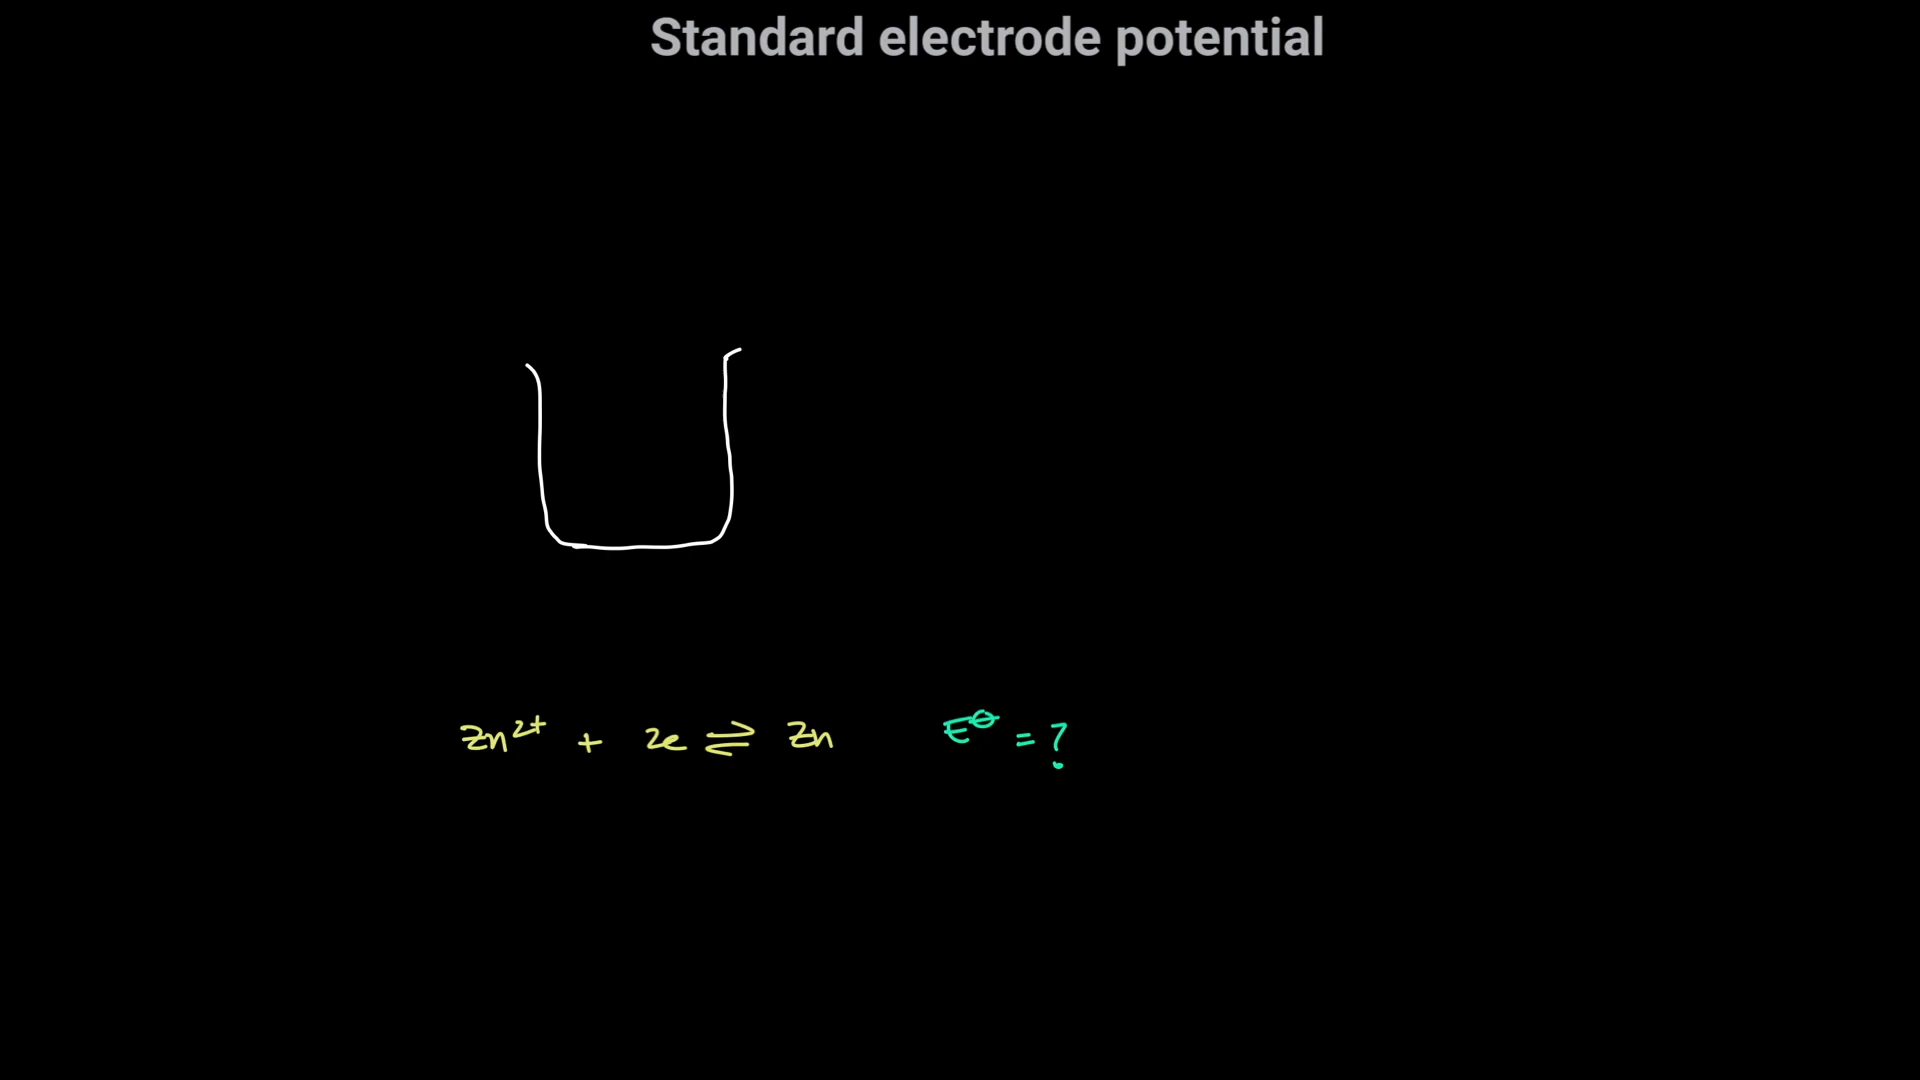 Standard electrode potential
Zn²⁺ + 2e ⇌ Zn E⦵ = ?